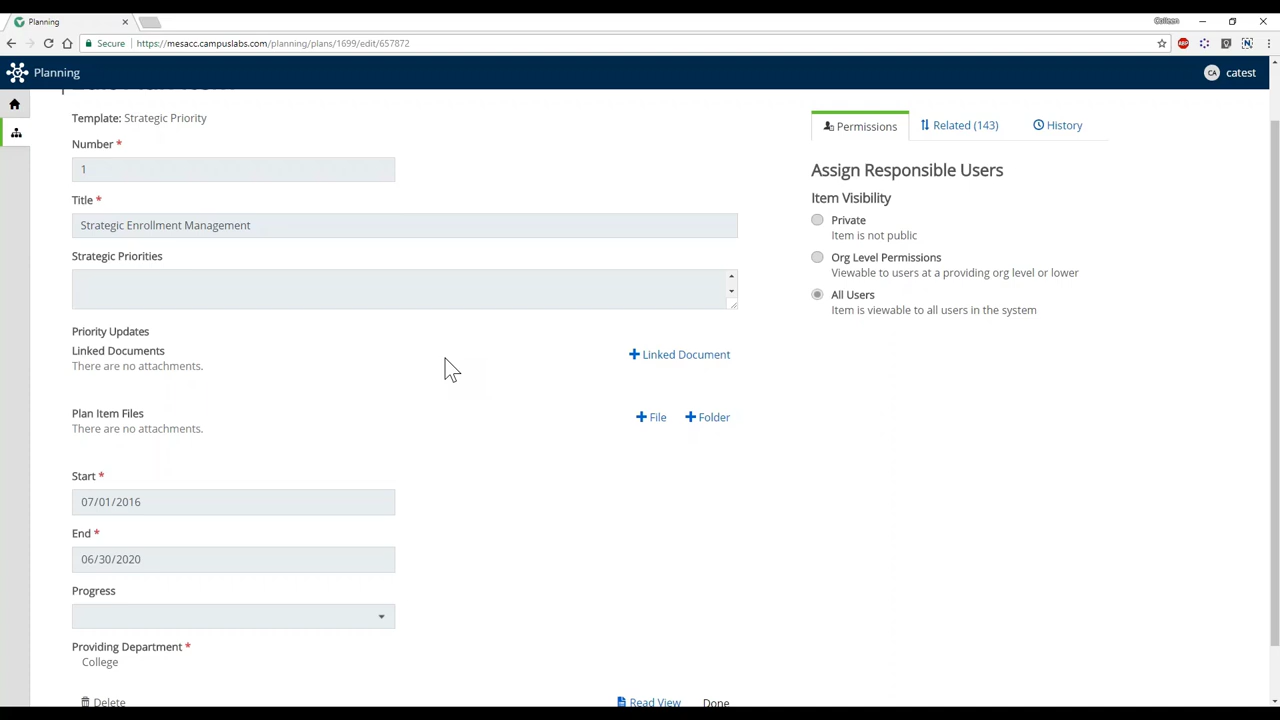 Planning
Colleen
Secure https://mesacc.campuslabs.com/planning/plans/1699/edit/657872
ABP
N
Planning
CA catest
Template: Strategic Priority
Number *
1
Title *
Strategic Enrollment Management
Strategic Priorities
Priority Updates
Linked Documents
There are no attachments.
Linked Document
Plan Item Files
There are no attachments.
File Folder
Start *
07/01/2016
End *
06/30/2020
Progress
Providing Department *
College
Delete
Read View Done
Permissions Related (143) History
Assign Responsible Users
Item Visibility
Private
Item is not public
Org Level Permissions
Viewable to users at a providing org level or lower
All Users
Item is viewable to all users in the system